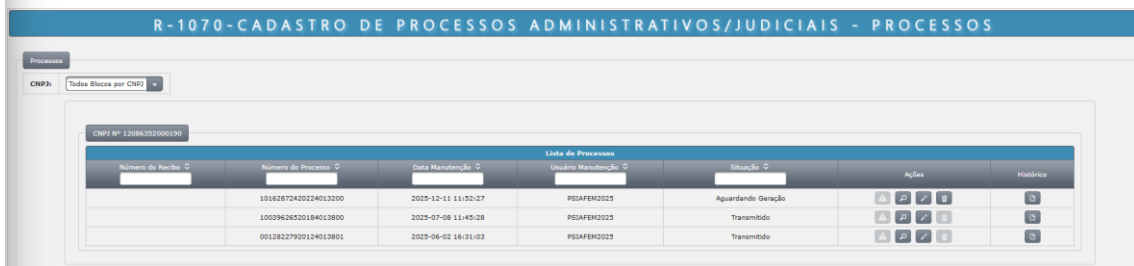 R-1070-CADASTRO DE PROCESSOS ADMINISTRATIVOS/JUDICIAIS - PROCESSOS
Processos
CNPJ: Todos Blocos por CNPJ
CNPJ Nº 12086352000190
Lista de Processos
Número do Recibo Número do Processo Data Manutenção Usuário Manutenção Situação Ações Histórico
10162872420224013200 2025-12-11 11:52:27 PSIAFEM2025 Aguardando Geração
10039626520184013800 2025-07-08 11:45:28 PSIAFEM2025 Transmitido
00128227920124013801 2025-06-02 16:31:03 PSIAFEM2025 Transmitido